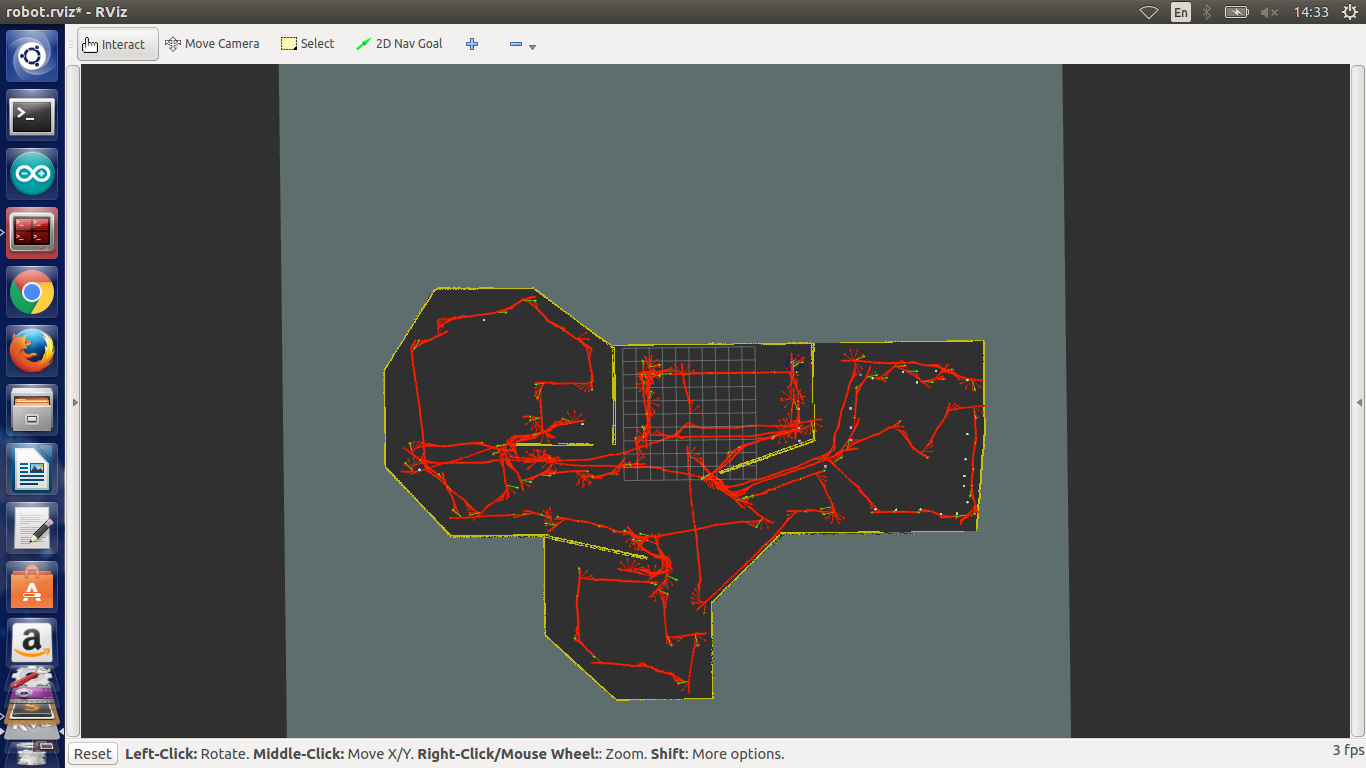 robot.rviz* - RViz
En
14:33
Interact
Move Camera
Select
2D Nav Goal
Reset
Left-Click: Rotate. Middle-Click: Move X/Y. Right-Click/Mouse Wheel:: Zoom. Shift: More options.
3 fps